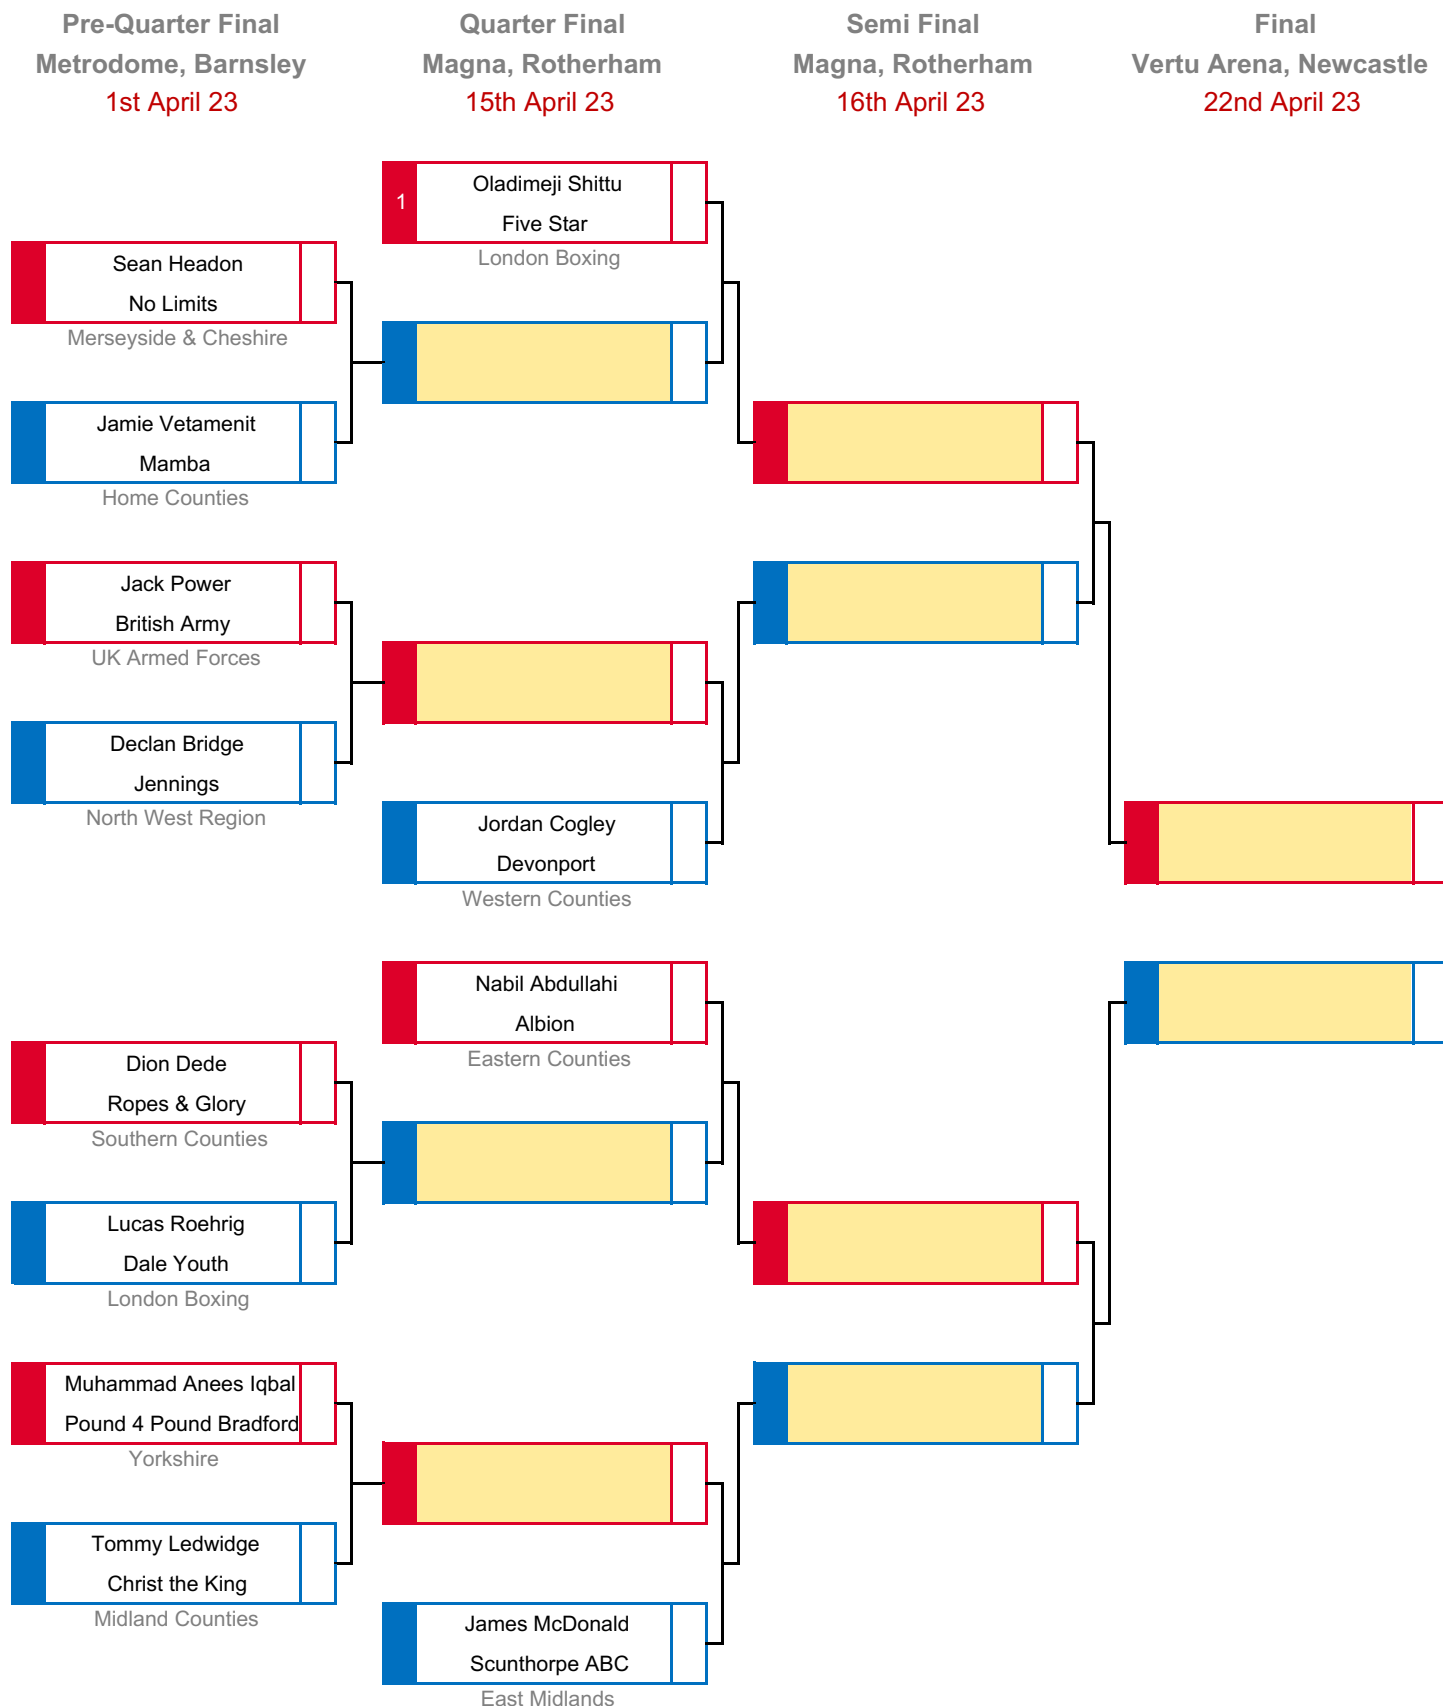 Pre-Quarter Final
Metrodome, Barnsley
1st April 23
Quarter Final
Magna, Rotherham
15th April 23
Semi Final
Magna, Rotherham
16th April 23
Final
Vertu Arena, Newcastle
22nd April 23
Sean Headon
No Limits
Merseyside & Cheshire
Jamie Vetamenit
Mamba
Home Counties
Jack Power
British Army
UK Armed Forces
Declan Bridge
Jennings
North West Region
Dion Dede
Ropes & Glory
Southern Counties
Lucas Roehrig
Dale Youth
London Boxing
Muhammad Anees Iqbal
Pound 4 Pound Bradford
Yorkshire
Tommy Ledwidge
Christ the King
Midland Counties
1
Oladimeji Shittu
Five Star
London Boxing
Jordan Cogley
Devonport
Western Counties
Nabil Abdullahi
Albion
Eastern Counties
James McDonald
Scunthorpe ABC
East Midlands